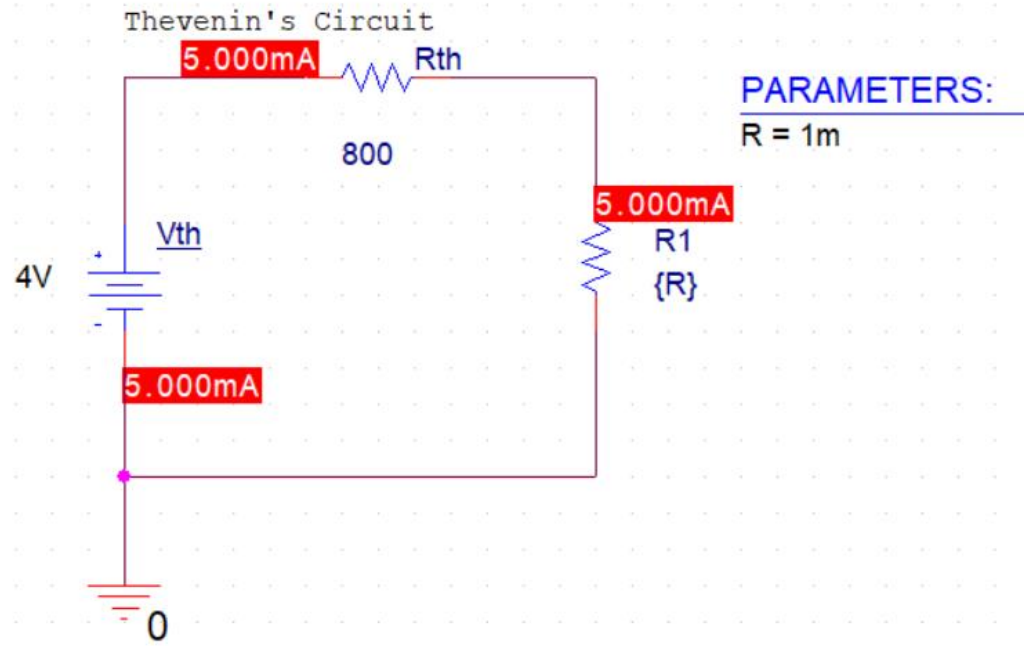 Thevenin's Circuit
5.000mA
Rth
800
PARAMETERS:
R = 1m
5.000mA
R1
{R}
Vth
+
4V
-
5.000mA
0